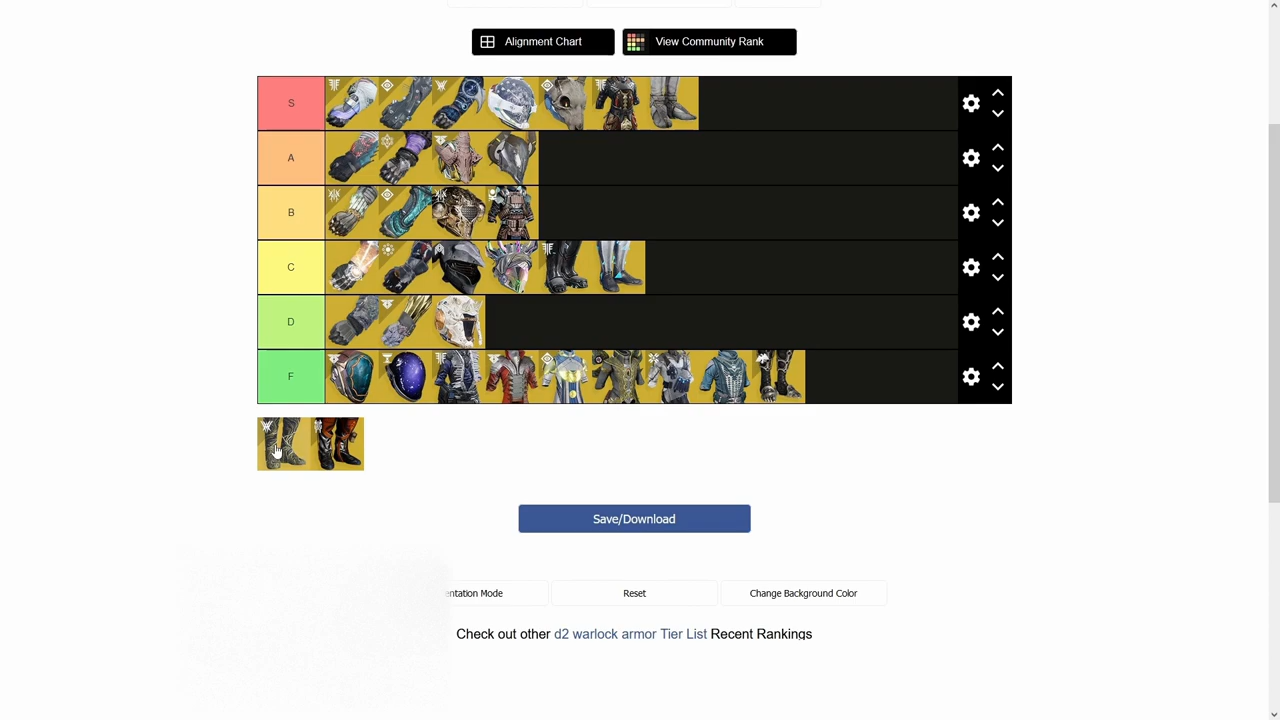 Alignment Chart
View Community Rank
S
A
B
C
D
F
Save/Download
entation Mode
Reset
Change Background Color
Check out other d2 warlock armor Tier List Recent Rankings